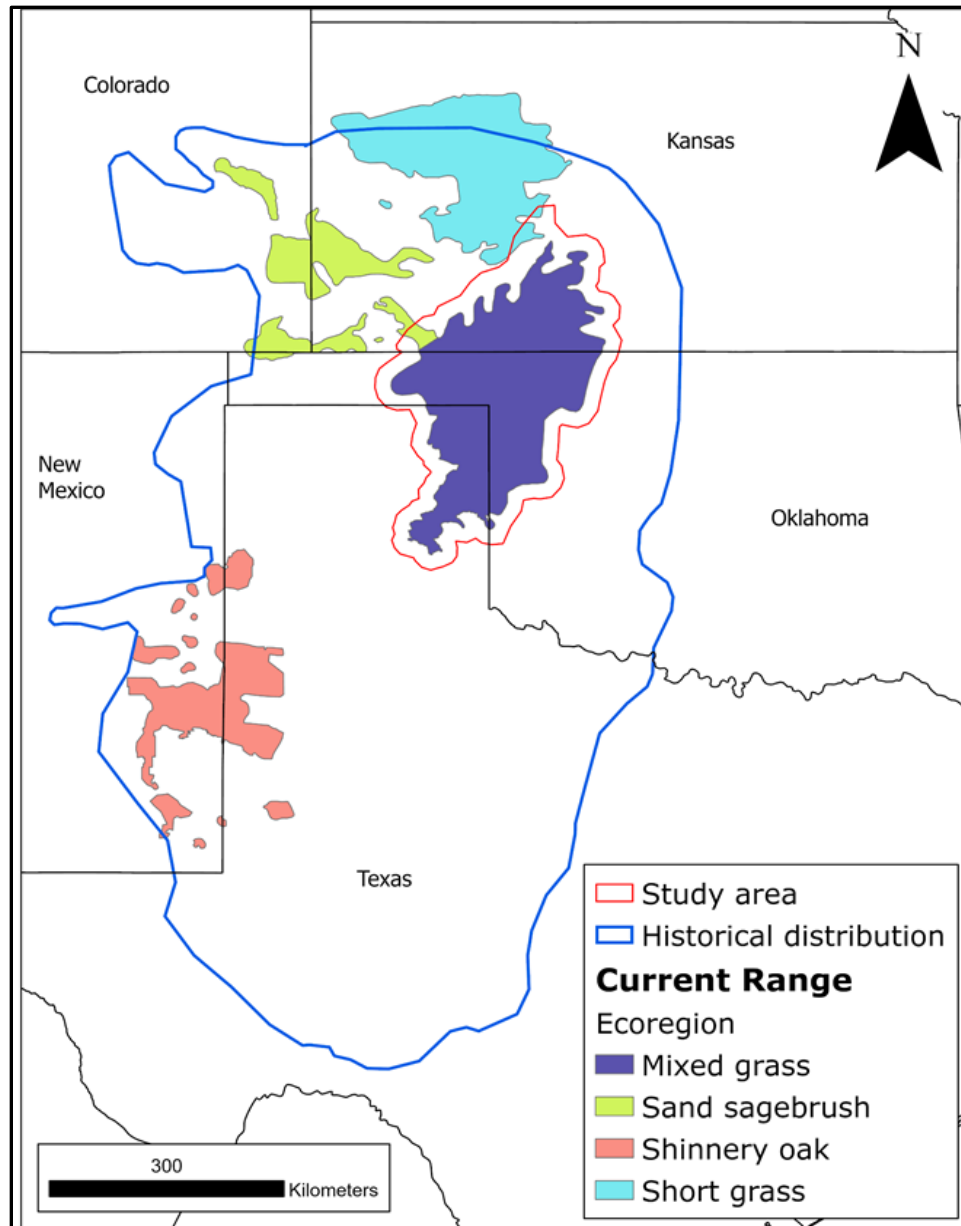 N
Colorado
Kansas
New
Mexico
Oklahoma
Texas
Study area
Historical distribution
Current Range
Ecoregion
Mixed grass
Sand sagebrush
Shinnery oak
Short grass
300
Kilometers